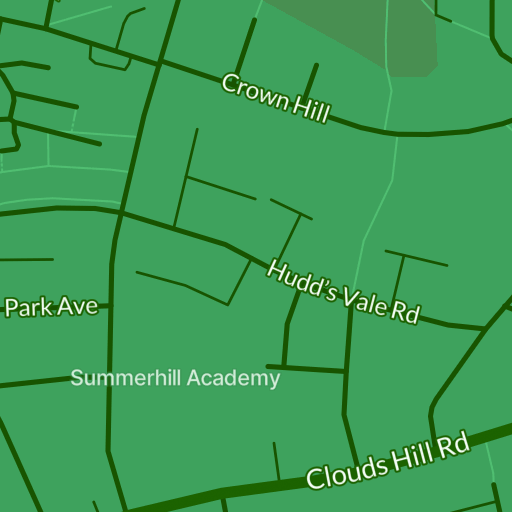 Crown Hill
Hudd's Vale Rd
Park Ave
Summerhill Academy
Clouds Hill Rd